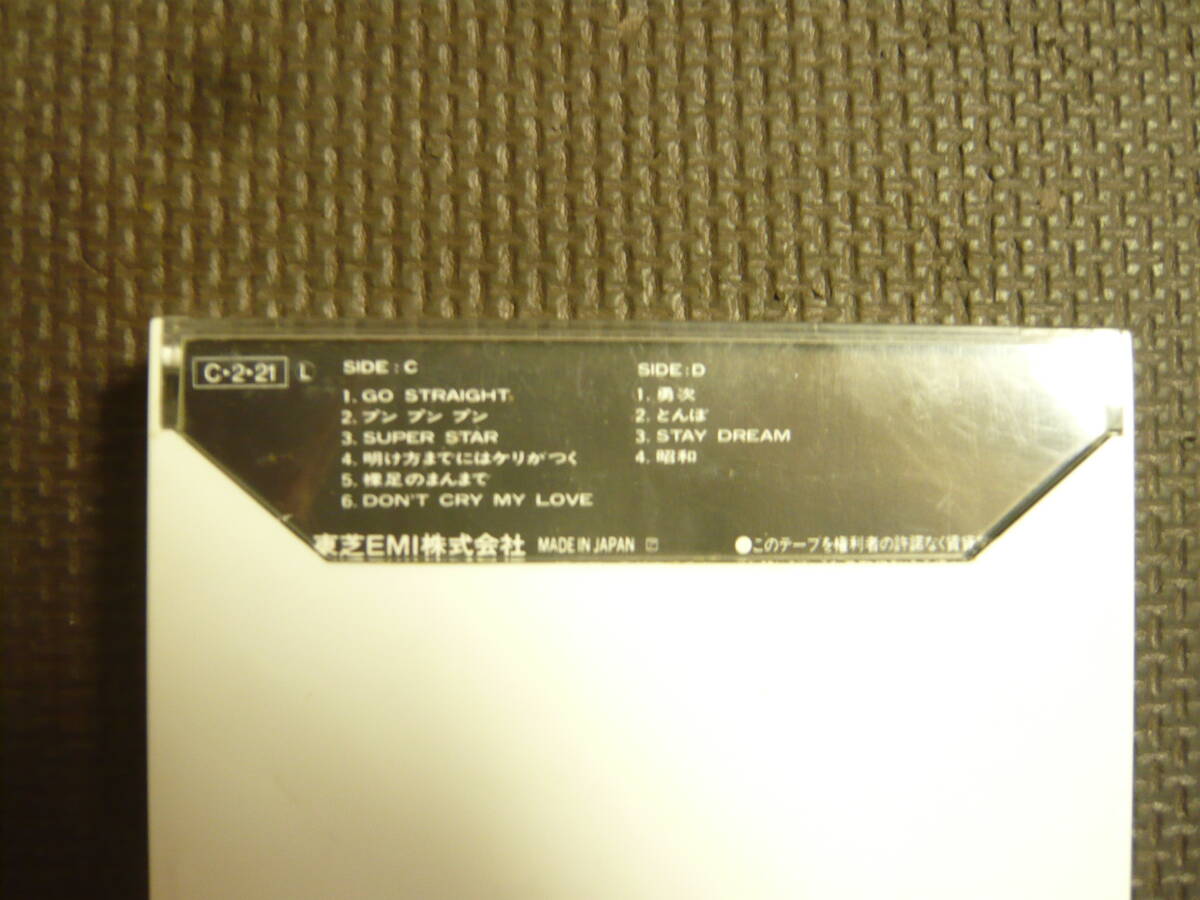 C・2・21 L
SIDE : C
1. GO STRAIGHT
2. ブン ブン ブン
3. SUPER STAR
4. 明け方までにはケリがつく
5. 裸足のまんまで
6. DON'T CRY MY LOVE
SIDE : D
1. 勇次
2. とんぼ
3. STAY DREAM
4. 昭和
東芝EMI株式会社 MADE IN JAPAN
●このテープを権利者の許諾なく賃貸